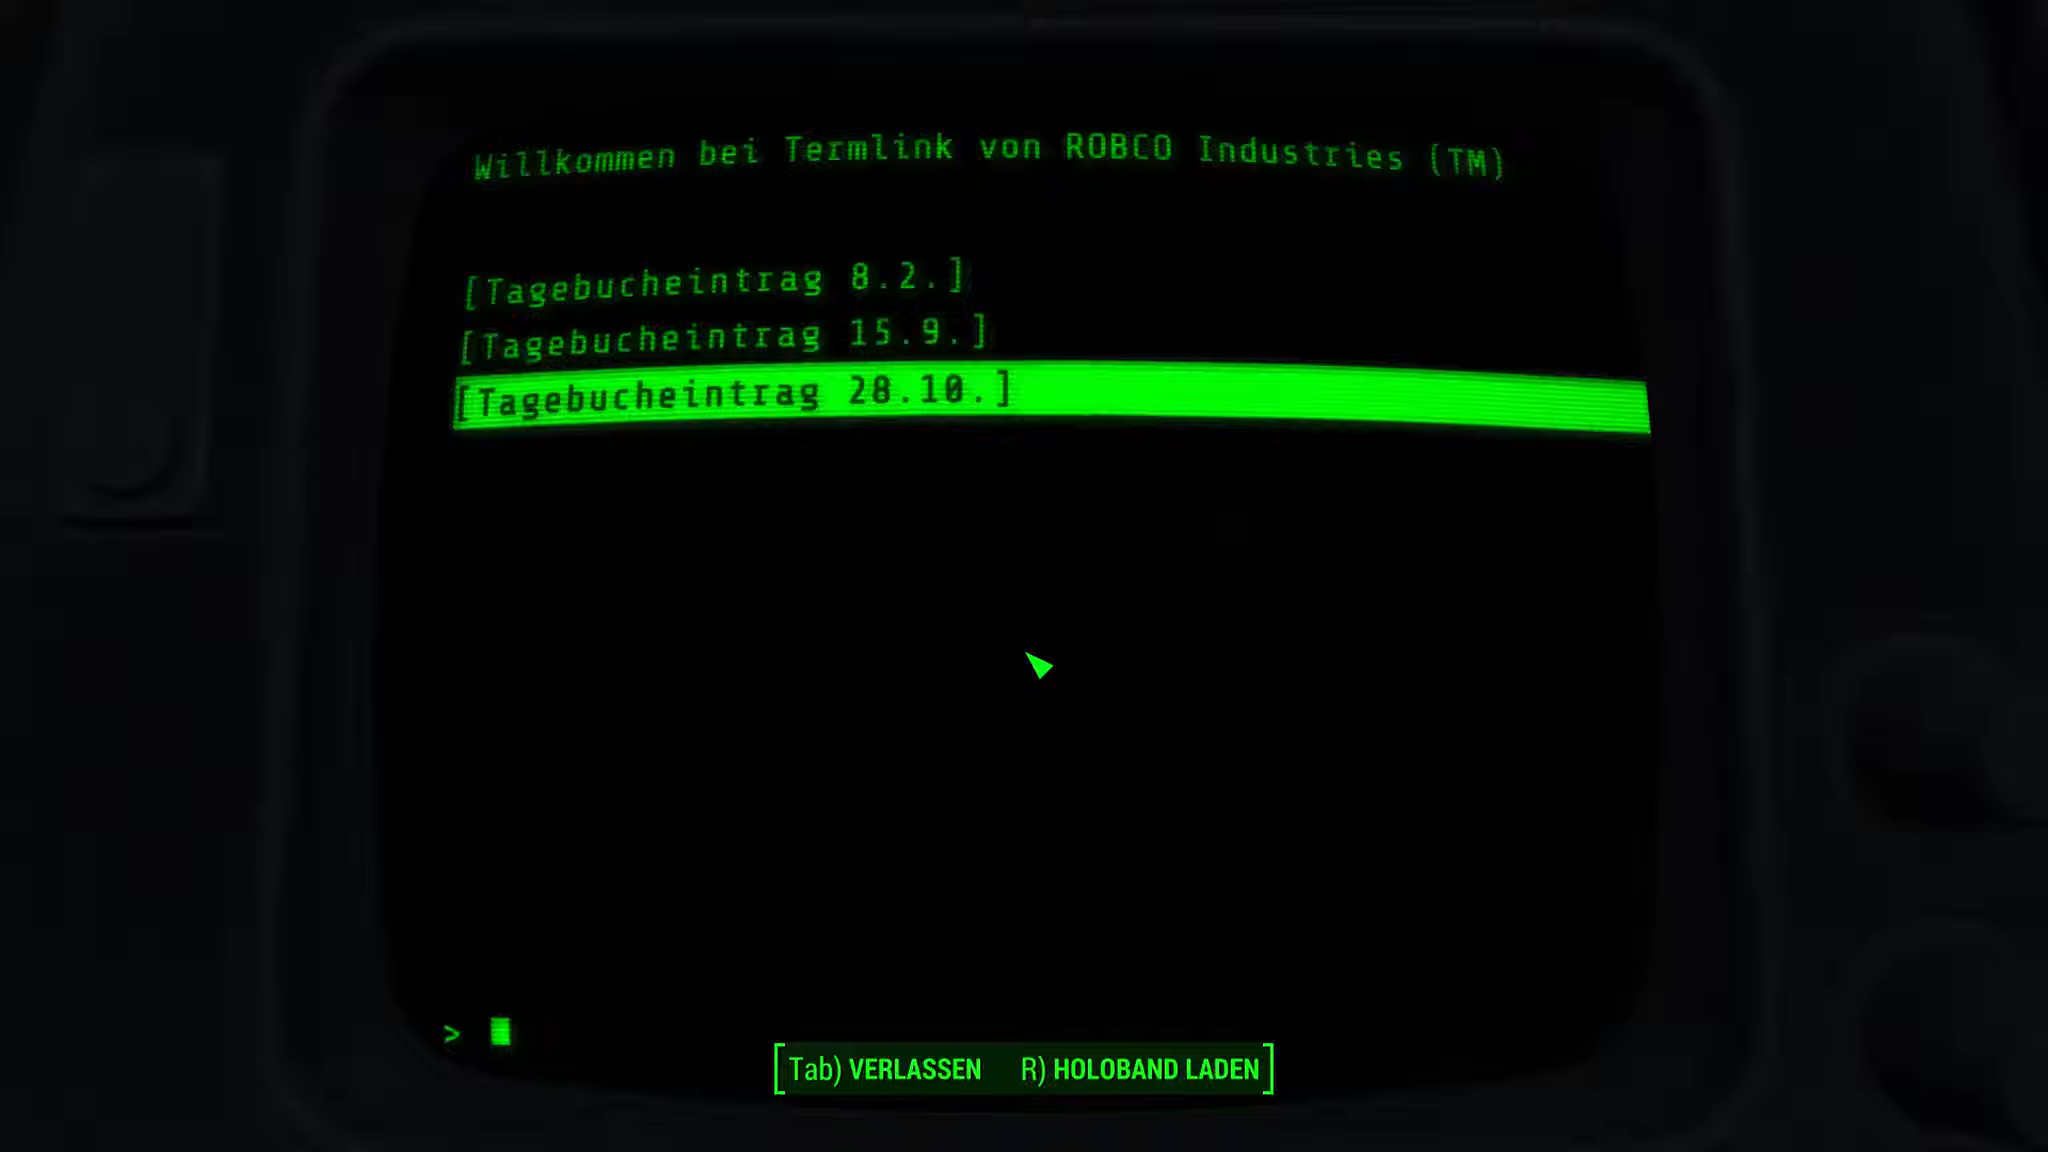 Willkommen bei Termlink von ROBCO Industries (TM)
[Tagebucheintrag 8.2.]
[Tagebucheintrag 15.9.]
[Tagebucheintrag 28.10.]
>
[Tab) VERLASSEN R) HOLOBAND LADEN]